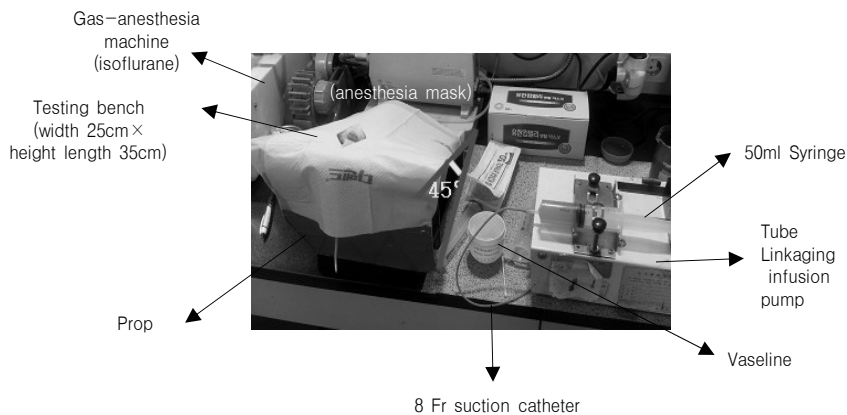 Gas-anesthesia
machine
(isoflurane)
Testing bench
(width 25cm×
height length 35cm)
(anesthesia mask)
45°
50ml Syringe
Tube
Linkaging
infusion
pump
Prop
Vaseline
8 Fr suction catheter